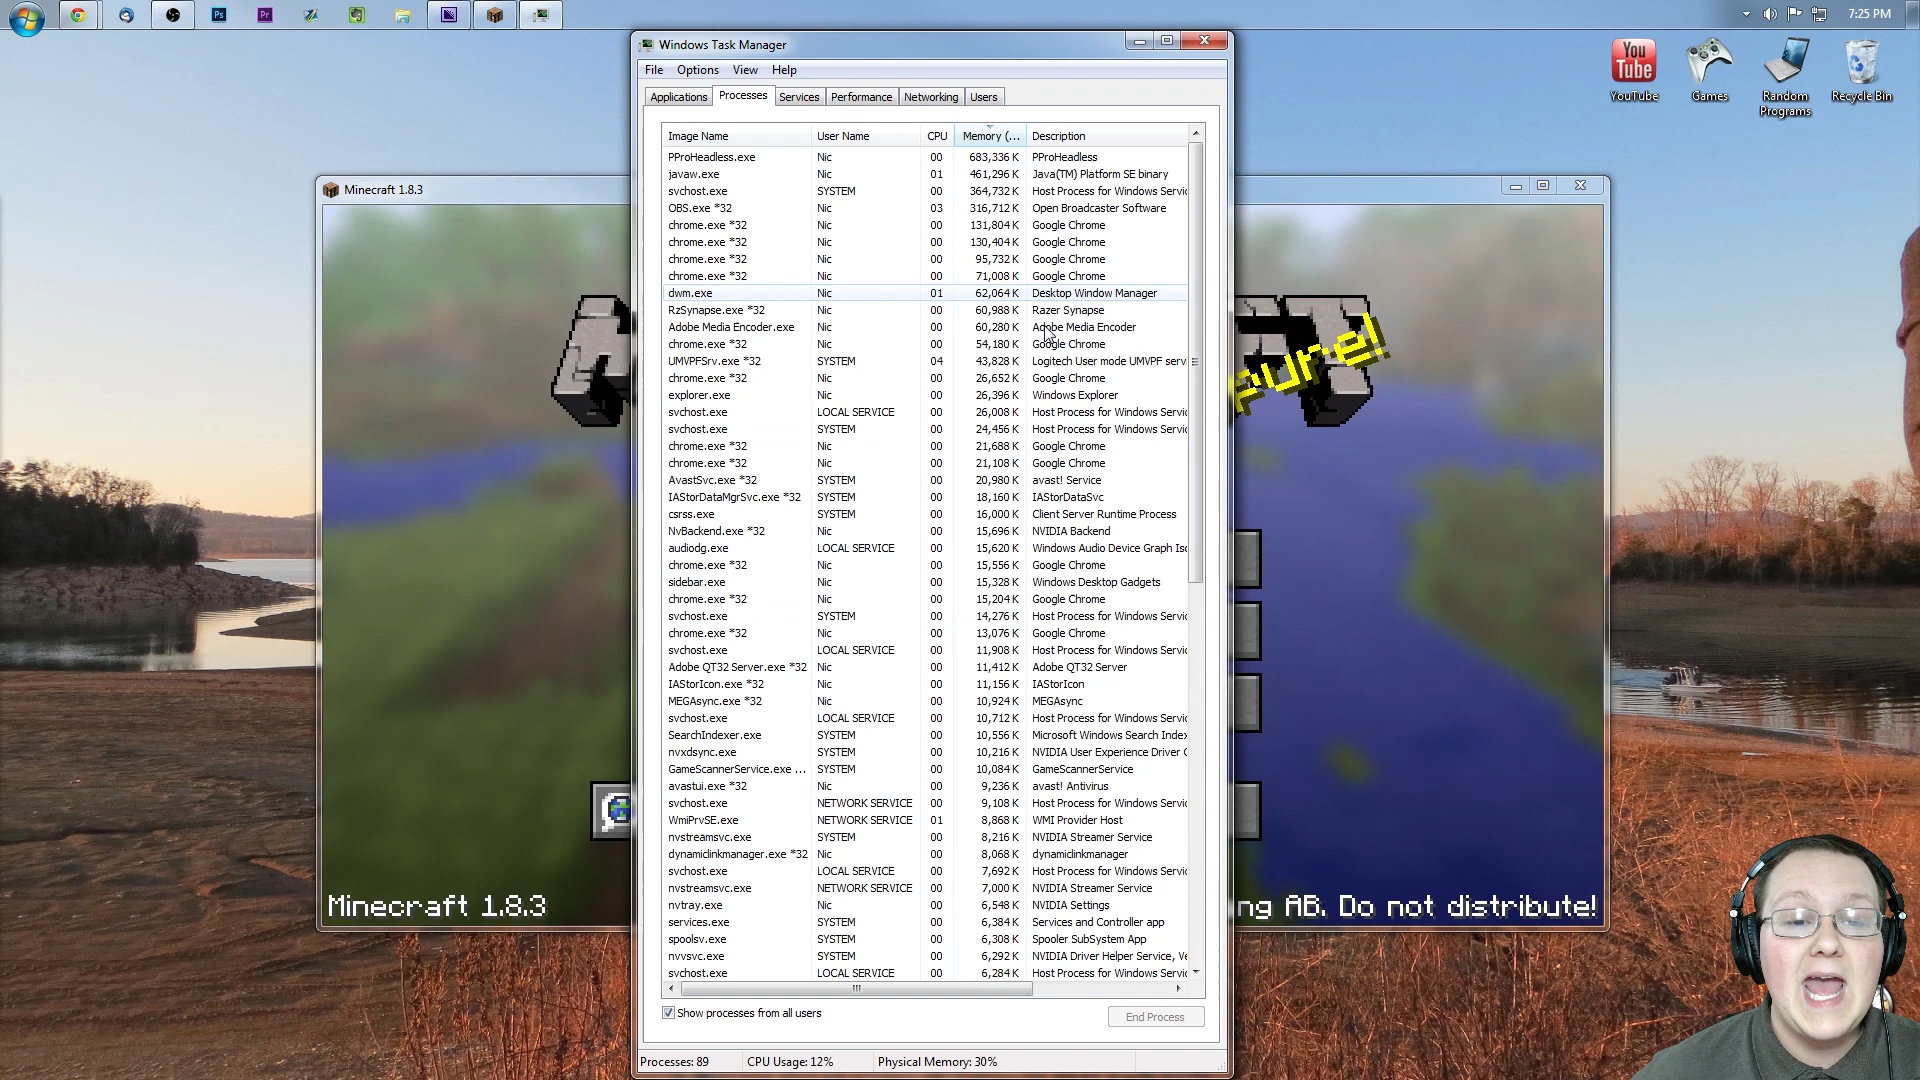 Ps
Pr
7:25 PM
You
Tube
YouTube
Games
Random
Programs
Recycle Bin
Minecraft 1.8.3
Windows Task Manager
File Options View Help
Applications Processes Services Performance Networking Users
Image Name User Name CPU Memory (... Description
PProHeadless.exe Nic 00 683,336 K PProHeadless
javaw.exe Nic 01 461,296 K Java(TM) Platform SE binary
svchost.exe SYSTEM 00 364,732 K Host Process for Windows Servic
OBS.exe *32 Nic 03 316,712 K Open Broadcaster Software
chrome.exe *32 Nic 00 131,804 K Google Chrome
chrome.exe *32 Nic 00 130,404 K Google Chrome
chrome.exe *32 Nic 00 95,732 K Google Chrome
chrome.exe *32 Nic 00 71,008 K Google Chrome
dwm.exe Nic 01 62,064 K Desktop Window Manager
RzSynapse.exe *32 Nic 00 60,988 K Razer Synapse
Adobe Media Encoder.exe Nic 00 60,280 K Adobe Media Encoder
chrome.exe *32 Nic 00 54,180 K Google Chrome
UMVPFSrv.exe *32 SYSTEM 04 43,828 K Logitech User mode UMVPF serv
chrome.exe *32 Nic 00 26,652 K Google Chrome
explorer.exe Nic 00 26,396 K Windows Explorer
svchost.exe LOCAL SERVICE 00 26,008 K Host Process for Windows Servic
svchost.exe SYSTEM 00 24,456 K Host Process for Windows Servic
chrome.exe *32 Nic 00 21,688 K Google Chrome
chrome.exe *32 Nic 00 21,108 K Google Chrome
AvastSvc.exe *32 SYSTEM 00 20,980 K avast! Service
IAStorDataMgrSvc.exe *32 SYSTEM 00 18,160 K IAStorDataSvc
csrss.exe SYSTEM 00 16,000 K Client Server Runtime Process
NvBackend.exe *32 Nic 00 15,696 K NVIDIA Backend
audiodg.exe LOCAL SERVICE 00 15,620 K Windows Audio Device Graph Iso
chrome.exe *32 Nic 00 15,556 K Google Chrome
sidebar.exe Nic 00 15,328 K Windows Desktop Gadgets
chrome.exe *32 Nic 00 15,204 K Google Chrome
svchost.exe SYSTEM 00 14,276 K Host Process for Windows Servic
chrome.exe *32 Nic 00 13,076 K Google Chrome
svchost.exe LOCAL SERVICE 00 11,908 K Host Process for Windows Servic
Adobe QT32 Server.exe *32 Nic 00 11,412 K Adobe QT32 Server
IAStorIcon.exe *32 Nic 00 11,156 K IAStorIcon
MEGAsync.exe *32 Nic 00 10,924 K MEGAsync
svchost.exe LOCAL SERVICE 00 10,712 K Host Process for Windows Servic
SearchIndexer.exe SYSTEM 00 10,556 K Microsoft Windows Search Index
nvxdsync.exe SYSTEM 00 10,216 K NVIDIA User Experience Driver C
GameScannerService.exe ... SYSTEM 00 10,084 K GameScannerService
avastui.exe *32 Nic 00 9,236 K avast! Antivirus
svchost.exe NETWORK SERVICE 00 9,108 K Host Process for Windows Servic
WmiPrvSE.exe NETWORK SERVICE 01 8,868 K WMI Provider Host
nvstreamsvc.exe SYSTEM 00 8,216 K NVIDIA Streamer Service
dynamiclinkmanager.exe *32 Nic 00 8,068 K dynamiclinkmanager
svchost.exe LOCAL SERVICE 00 7,692 K Host Process for Windows Servic
nvstreamsvc.exe NETWORK SERVICE 00 7,000 K NVIDIA Streamer Service
nvtray.exe Nic 00 6,548 K NVIDIA Settings
services.exe SYSTEM 00 6,384 K Services and Controller app
spoolsv.exe SYSTEM 00 6,308 K Spooler SubSystem App
nvvsvc.exe SYSTEM 00 6,292 K NVIDIA Driver Helper Service, Ve
svchost.exe LOCAL SERVICE 00 6,284 K Host Process for Windows Servic
Show processes from all users End Process
Processes: 89 CPU Usage: 12% Physical Memory: 30%
pure!
Minecraft 1.8.3
ng AB. Do not distribute!